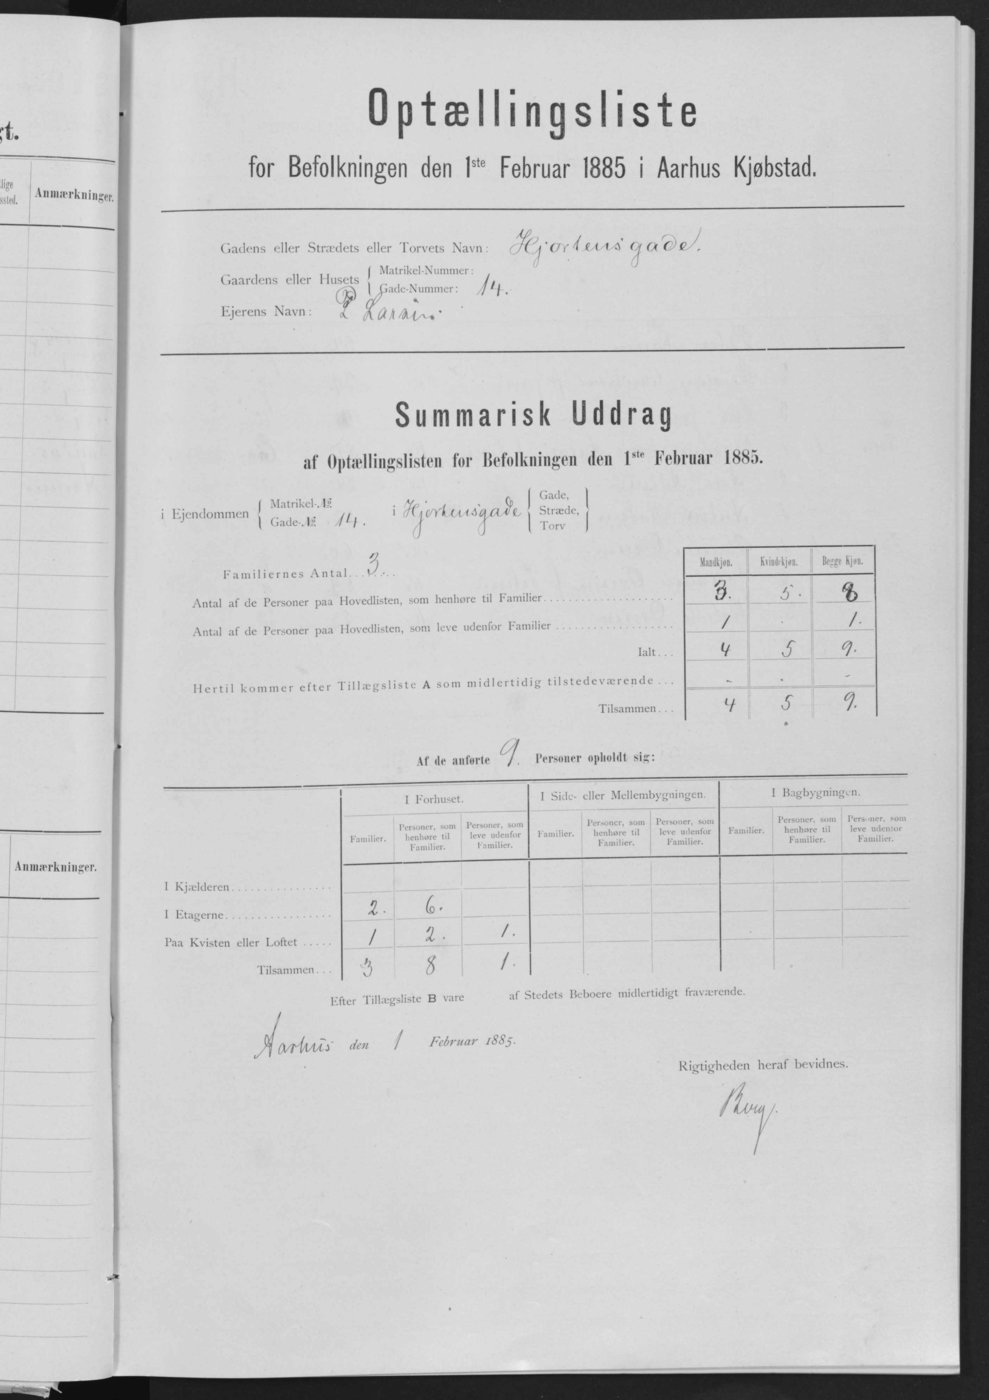 gt.
lige
ssted.
Anmærkninger.
Anmærkninger.
Optællingsliste
for Befolkningen den 1ste Februar 1885 i Aarhus Kjøbstad.
Gadens eller Strædets eller Torvets Navn: Hjortensgade.
Gaardens eller Husets { Matrikel-Nummer:
Gade-Nummer: 14.
Ejerens Navn: P Larsen.
Summarisk Uddrag
af Optællingslisten for Befolkningen den 1ste Februar 1885.
i Ejendommen { Matrikel-№
Gade-№ 14. i Hjortensgade { Gade, Stræde, Torv }
Mandkjøn. Kvindekjøn. Begge Kjøn.
Familiernes Antal... 3...
Antal af de Personer paa Hovedlisten, som henhøre til Familier 3. 5. 8
Antal af de Personer paa Hovedlisten, som leve udenfor Familier 1 . 1.
Ialt... 4 5 9.
Hertil kommer efter Tillægsliste A som midlertidig tilstedeværende... - . -
Tilsammen... 4 5 9.
Af de anførte 9. Personer opholdt sig:
I Forhuset. I Side- eller Mellembygningen. I Bagbygningen.
Familier. Personer, som henhøre til Familier. Personer, som leve udenfor Familier. Familier. Personer, som henhøre til Familier. Personer, som leve udenfor Familier. Familier. Personer, som henhøre til Familier. Personer, som leve udenfor Familier.
I Kjælderen
I Etagerne 2. 6.
Paa Kvisten eller Loftet 1 2. 1.
Tilsammen... 3 8 1.
Efter Tillægsliste B vare af Stedets Beboere midlertidigt fraværende.
Aarhus den 1 Februar 1885.
Rigtigheden heraf bevidnes.
Berg.